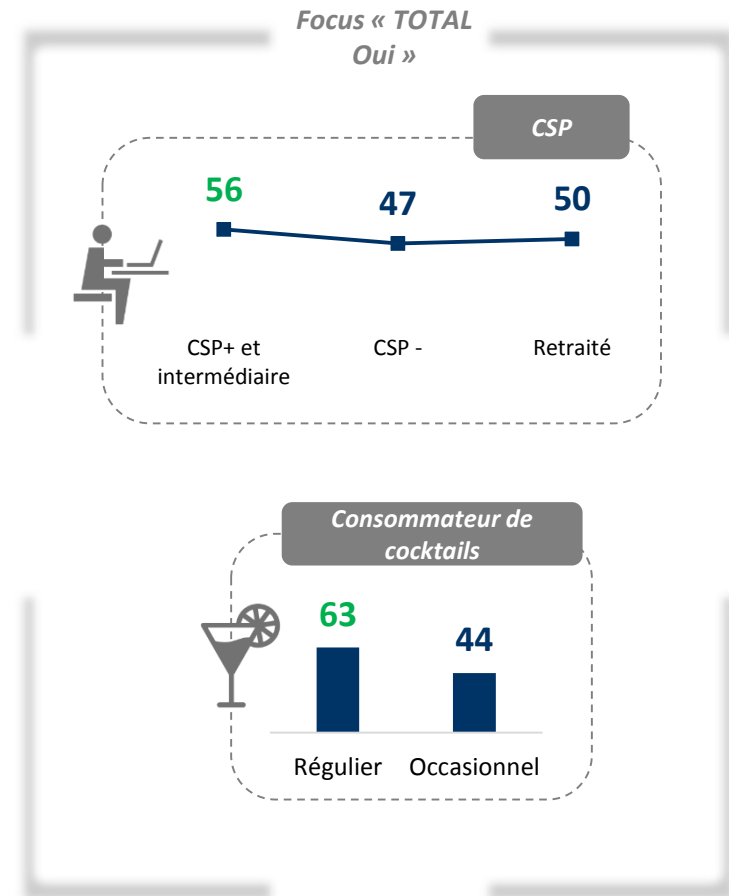 Focus « TOTAL
Oui »
CSP
56
47
50
CSP+ et
intermédiaire
CSP -
Retraité
Consommateur de
cocktails
63
44
Régulier
Occasionnel